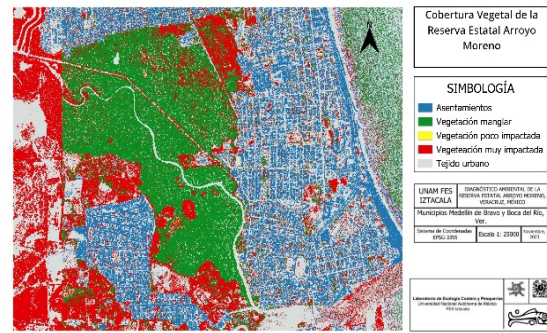 N
Cobertura Vegetal de la
Reserva Estatal Arroyo
Moreno
SIMBOLOGÍA
Asentamientos
Vegetación manglar
Vegetación poco impactada
Vegeteación muy impactada
Tejido urbano
UNAM FES
IZTACALA
DIAGNÓSTICO AMBIENTAL DE LA
RESERVA ESTATAL ARROYO MORENO,
VERACRUZ, MÉXICO
Municipios Medellín de Bravo y Boca del Río,
Ver.
Sistema de Coordenadas
Escala 1: 25000
Noviembre,
Laboratorio de Ecología Costera y Pesquerías
Universidad Nacional Autónoma de México
FES Iztacala